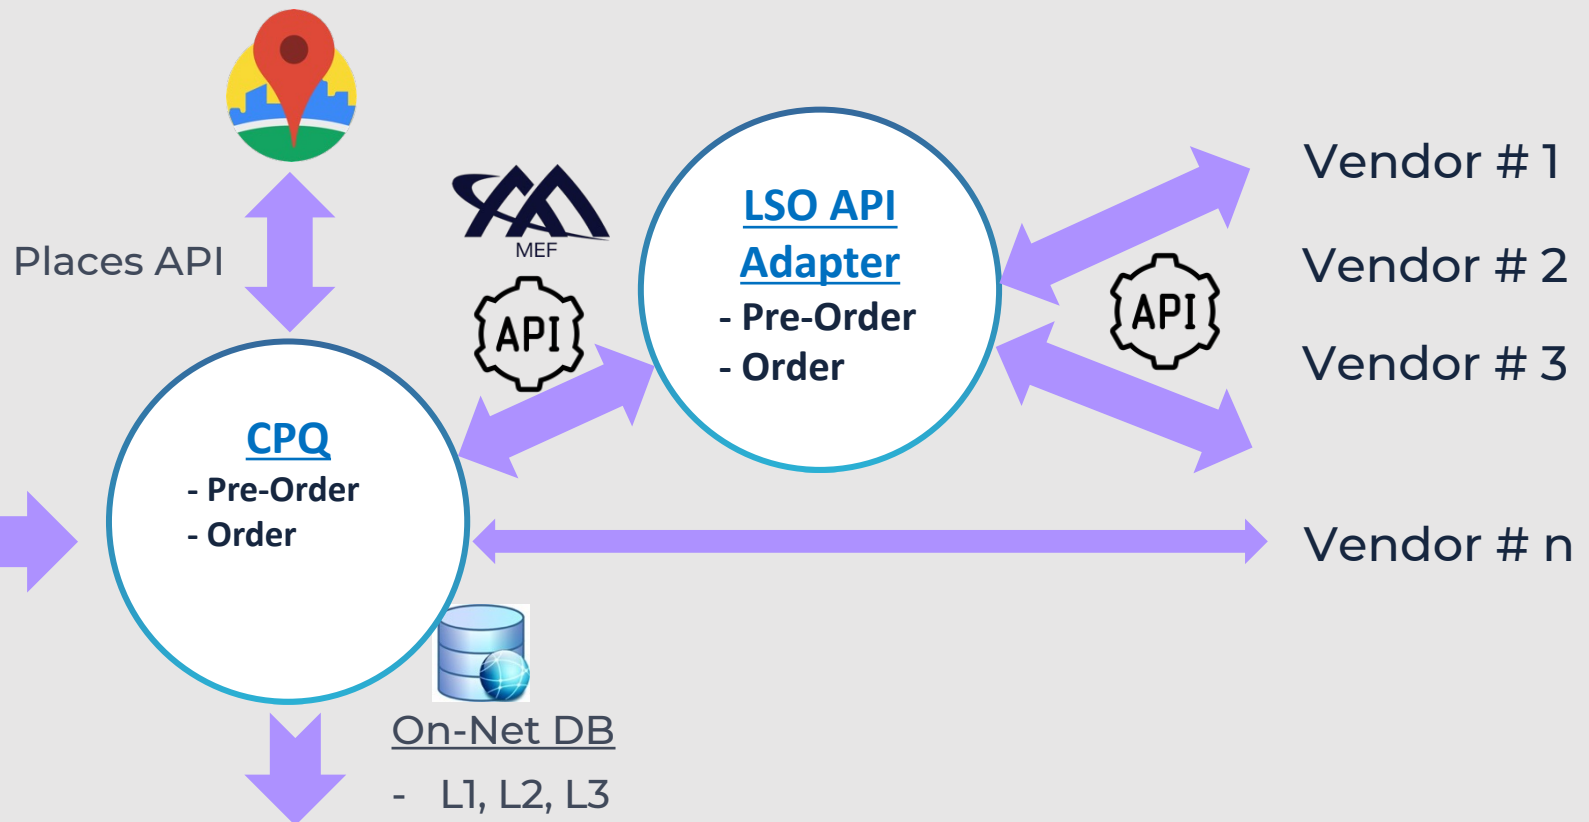 Places API
MEF
API
LSO API
Adapter
- Pre-Order
- Order
API
Vendor # 1
Vendor # 2
Vendor # 3
Vendor # n
CPQ
- Pre-Order
- Order
On-Net DB
- L1, L2, L3